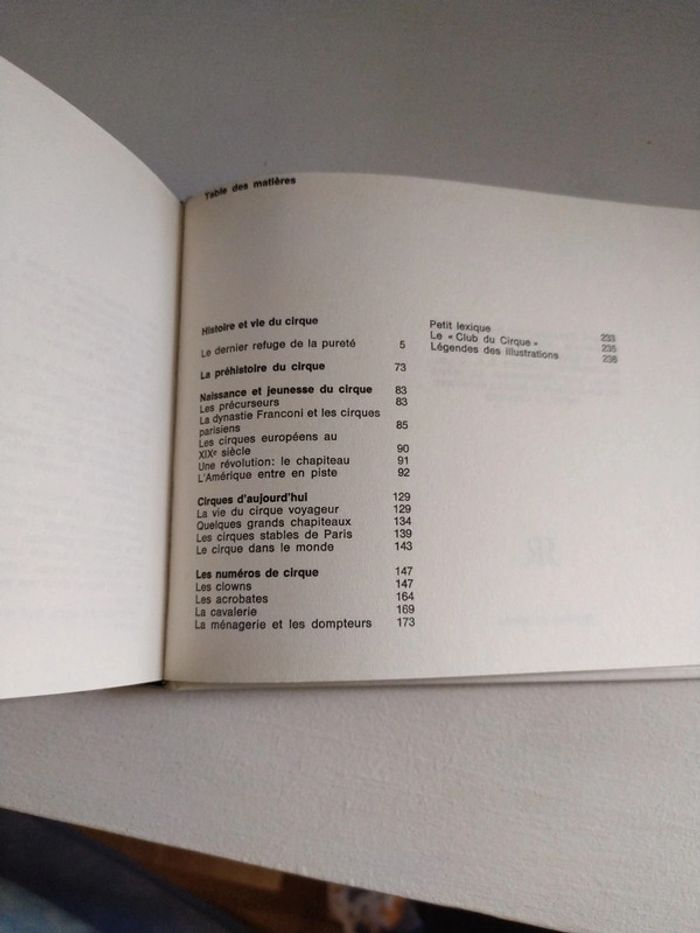 Table des matières
Histoire et vie du cirque
Le dernier refuge de la pureté 5
La préhistoire du cirque 73
Naissance et jeunesse du cirque 83
Les précurseurs 83
La dynastie Franconi et les cirques
parisiens 85
Les cirques européens au
XIXe siècle 90
Une révolution: le chapiteau 91
L'Amérique entre en piste 92
Cirques d'aujourd'hui 129
La vie du cirque voyageur 129
Quelques grands chapiteaux 134
Les cirques stables de Paris 139
Le cirque dans le monde 143
Les numéros de cirque 147
Les clowns 147
Les acrobates 164
La cavalerie 169
La ménagerie et les dompteurs 173
Petit lexique 233
Le « Club du Cirque » 235
Légendes des illustrations 236